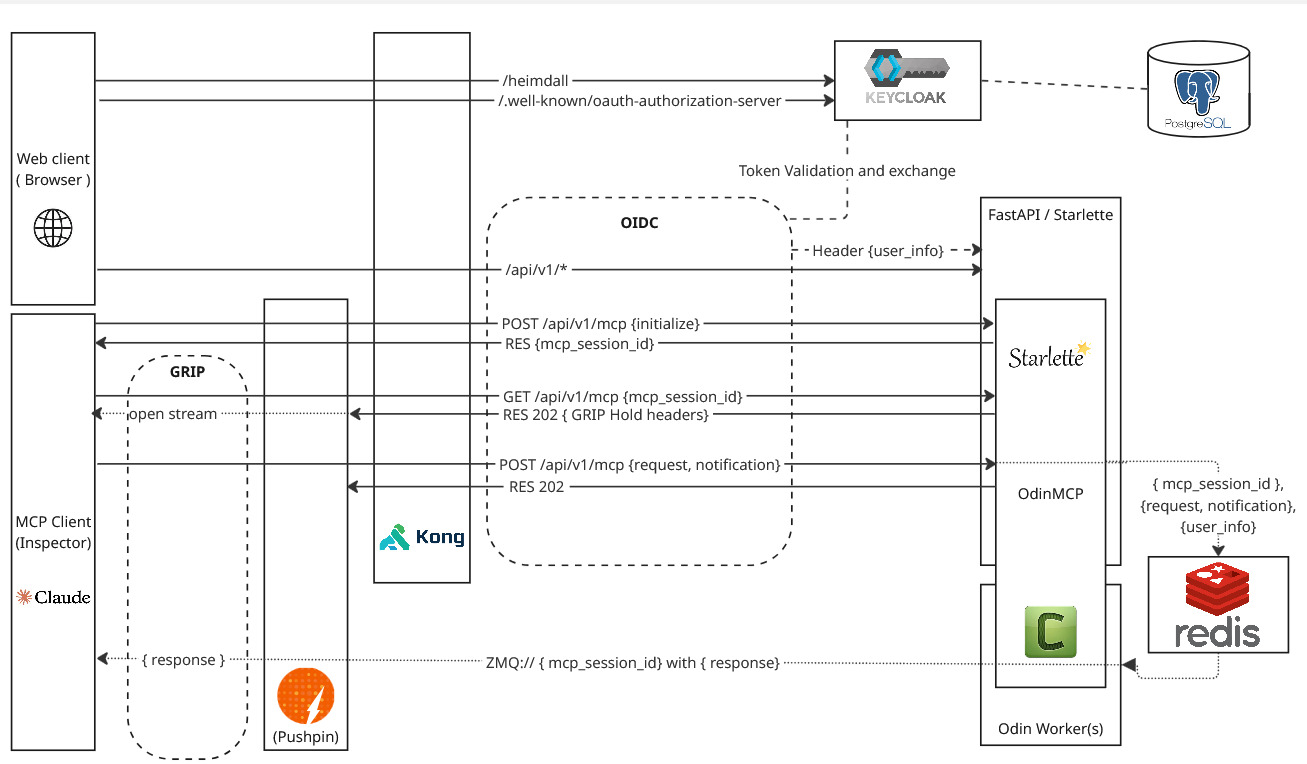 /heimdall
/.well-known/oauth-authorization-server
KEYCLOAK
PostgreSQL
Web client
( Browser )
Token Validation and exchange
OIDC
FastAPI / Starlette
Header {user_info}
/api/v1/*
POST /api/v1/mcp {initialize}
RES {mcp_session_id}
Starlette
GRIP
GET /api/v1/mcp {mcp_session_id}
open stream
RES 202 { GRIP Hold headers}
POST /api/v1/mcp {request, notification}
RES 202
OdinMCP
{ mcp_session_id },
{request, notification},
{user_info}
MCP Client
(Inspector)
Kong
Claude
C
redis
{ response }
ZMQ:// { mcp_session_id} with { response}
(Pushpin)
Odin Worker(s)